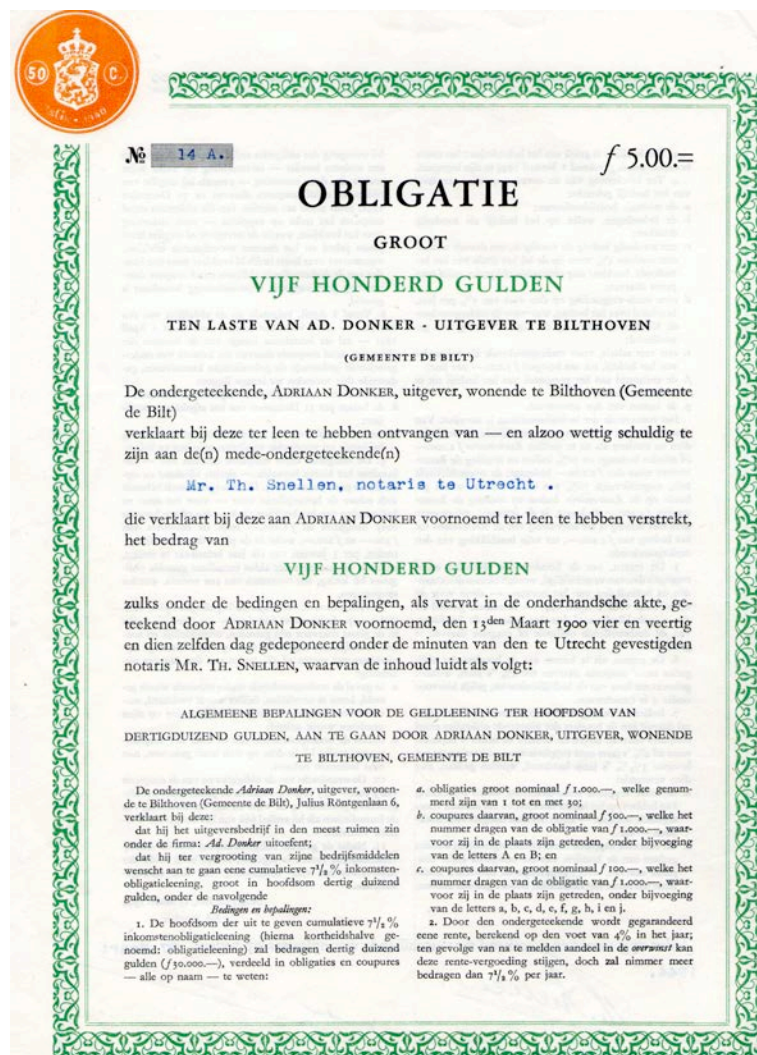 50 C.
№ 14 A.
f 5.00.=
OBLIGATIE
GROOT
VIJF HONDERD GULDEN
TEN LASTE VAN AD. DONKER - UITGEVER TE BILTHOVEN
(GEMEENTE DE BILT)
De ondergeteekende, ADRIAAN DONKER, uitgever, wonende te Bilthoven (Gemeente
de Bilt)
verklaart bij deze ter leen te hebben ontvangen van — en alzoo wettig schuldig te
zijn aan de(n) mede-ondergeteekende(n)
Mr. Th. Snellen, notaris te Utrecht .
die verklaart bij deze aan ADRIAAN DONKER voornoemd ter leen te hebben verstrekt,
het bedrag van
VIJF HONDERD GULDEN
zulks onder de bedingen en bepalingen, als vervat in de onderhandsche akte, ge-
teekend door ADRIAAN DONKER voornoemd, den 13den Maart 1900 vier en veertig
en dien zelfden dag gedeponeerd onder de minuten van den te Utrecht gevestigden
notaris MR. TH. SNELLEN, waarvan de inhoud luidt als volgt:
ALGEMEENE BEPALINGEN VOOR DE GELDLEENING TER HOOFDSOM VAN
DERTIGDUIZEND GULDEN, AAN TE GAAN DOOR ADRIAAN DONKER, UITGEVER, WONENDE
TE BILTHOVEN, GEMEENTE DE BILT
De ondergeteekende Adriaan Donker, uitgever, wonen-
de te Bilthoven (Gemeente de Bilt), Julius Röntgenlaan 6,
verklaart bij deze:
dat hij het uitgeversbedrijf in den meest ruimen zin
onder de firma: Ad. Donker uitoefent;
dat hij ter vergrooting van zijne bedrijfsmiddelen
wenscht aan te gaan eene cumulatieve 7½ % inkomsten-
obligatieleening, groot in hoofdsom dertig duizend
gulden, onder de navolgende
Bedingen en bepalingen:
1. De hoofdsom der uit te geven cumulatieve 7½ %
inkomstenobligatieleening (hierna kortheidshalve ge-
noemd: obligatieleening) zal bedragen dertig duizend
gulden (f 30.000.—), verdeeld in obligaties en coupures
— alle op naam — te weten:
a. obligaties groot nominaal f 1.000.—, welke genum-
merd zijn van 1 tot en met 30;
b. coupures daarvan, groot nominaal f 500.—, welke het
nummer dragen van de obligatie van f 1.000.—, waar-
voor zij in de plaats zijn getreden, onder bijvoeging
van de letters A en B; en
c. coupures daarvan, groot nominaal f 100.—, welke het
nummer dragen van de obligatie van f 1.000.—, waar-
voor zij in de plaats zijn getreden, onder bijvoeging
van de letters a, b, c, d, e, f, g, h, i en j.
2. Door den ondergeteekende wordt gegarandeerd
eene rente, berekend op den voet van 4% in het jaar;
ten gevolge van na te melden aandeel in de overwinst kan
deze rente-vergoeding stijgen, doch zal nimmer meer
bedragen dan 7½ % per jaar.